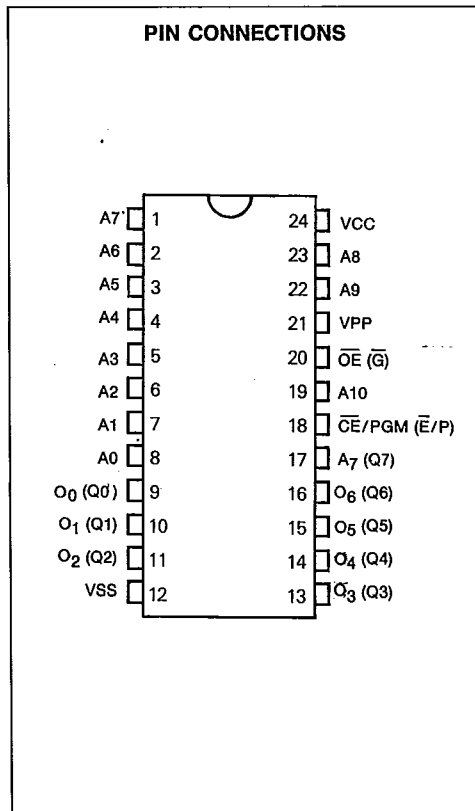 PIN CONNECTIONS
A7 1 24 VCC
A6 2 23 A8
A5 3 22 A9
A4 4 21 VPP
A3 5 20 O̅E̅ (G̅)
A2 6 19 A10
A1 7 18 C̅E̅/PGM (E̅/P)
A0 8 17 A7 (Q7)
O0 (Q0) 9 16 O6 (Q6)
O1 (Q1) 10 15 O5 (Q5)
O2 (Q2) 11 14 O4 (Q4)
VSS 12 13 O3 (Q3)